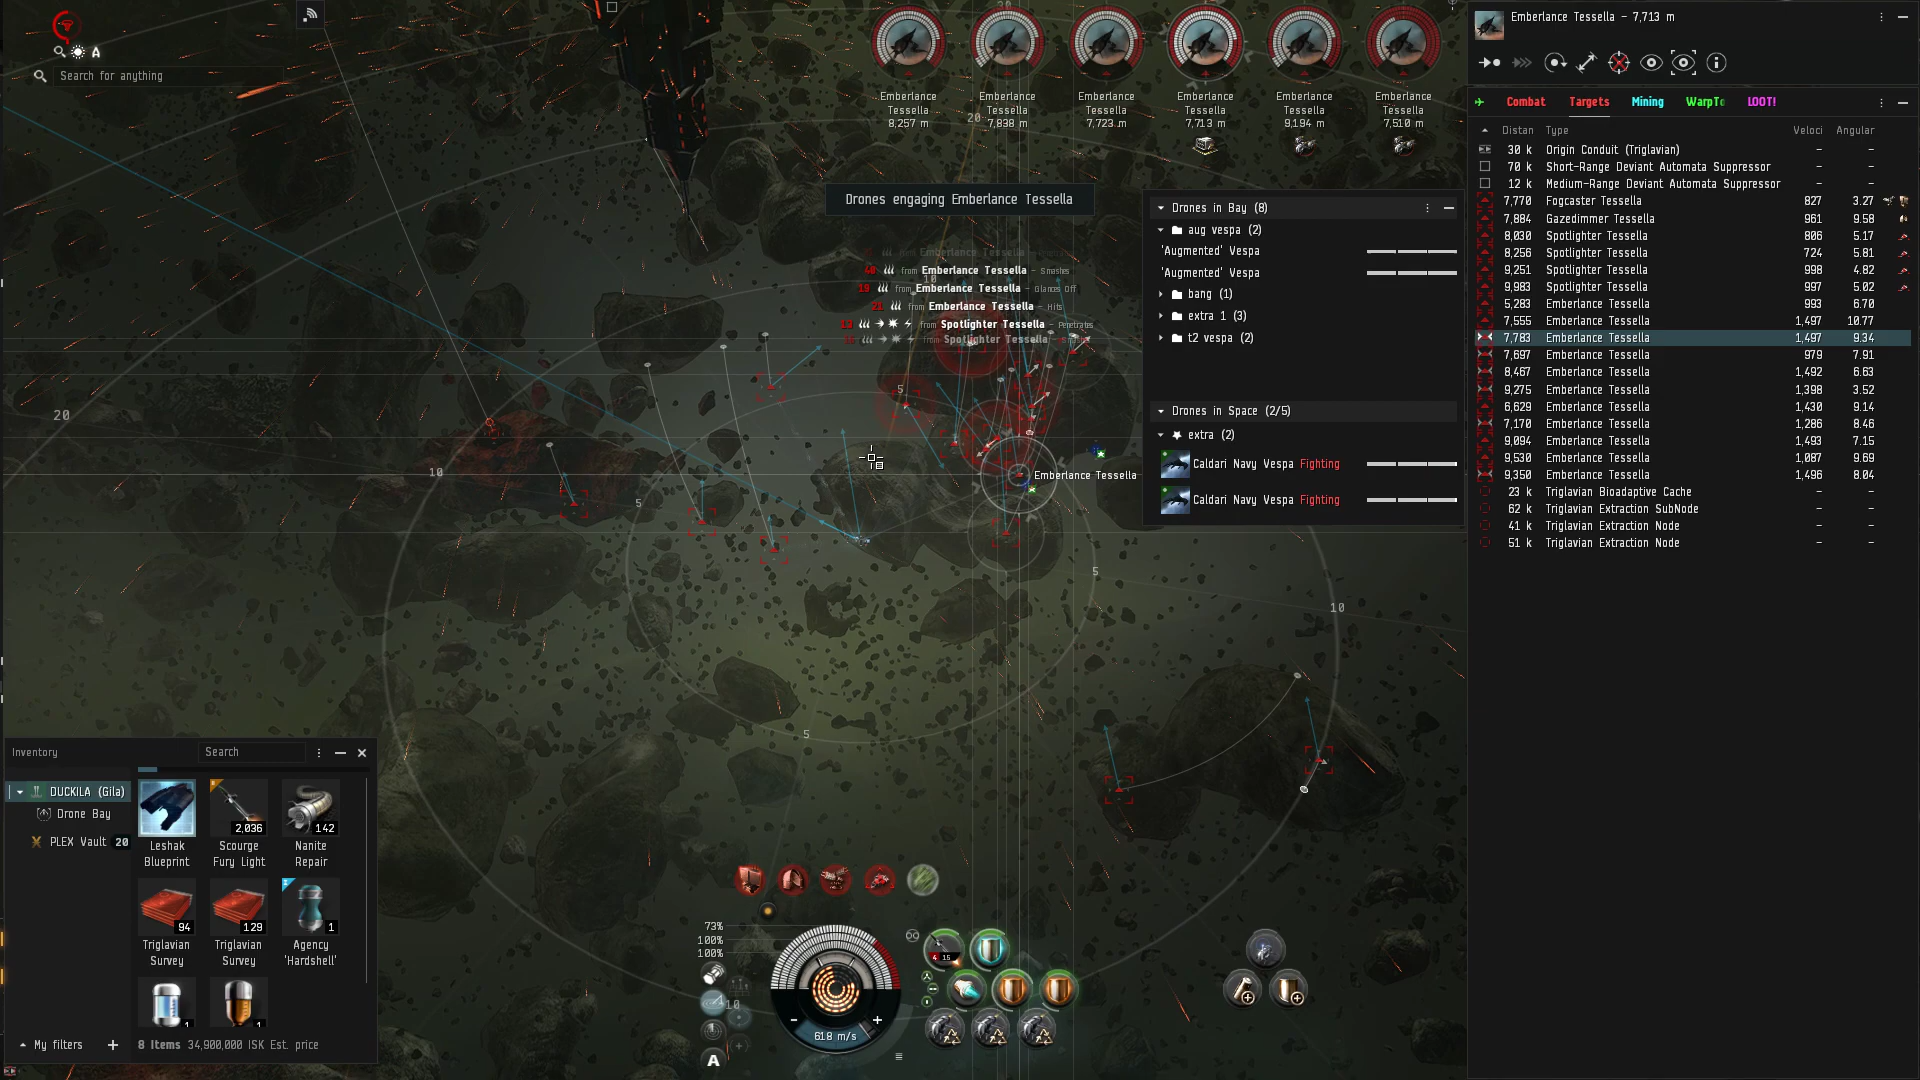 A
Search for anything
Emberlance Tessella 8,257 m
Emberlance Tessella 7,838 m
Emberlance Tessella 7,723 m
Emberlance Tessella 7,713 m
Emberlance Tessella 9,194 m
Emberlance Tessella 7,510 m
20
Drones engaging Emberlance Tessella
40 from Emberlance Tessella - Smashes
10
19 from Emberlance Tessella - Glances Off
21 from Emberlance Tessella - Hits
from Spotlighter Tessella - Penetrates
from Spotlighter Tessella
Emberlance Tessella
20
10
5
5
5
10
5
10
Drones in Bay (8)
aug vespa (2)
'Augmented' Vespa
'Augmented' Vespa
bang (1)
extra 1 (3)
t2 vespa (2)
Drones in Space (2/5)
extra (2)
Caldari Navy Vespa Fighting
Caldari Navy Vespa Fighting
Emberlance Tessella - 7,713 m
Combat Targets Mining WarpTo LOOT!
Distan Type Veloci Angular
30 k Origin Conduit (Triglavian) - -
70 k Short-Range Deviant Automata Suppressor - -
12 k Medium-Range Deviant Automata Suppressor - -
7,770 Fogcaster Tessella 827 3.27
7,884 Gazedimmer Tessella 961 9.58
8,030 Spotlighter Tessella 806 5.17
8,256 Spotlighter Tessella 724 5.81
9,251 Spotlighter Tessella 998 4.82
9,983 Spotlighter Tessella 997 5.02
5,283 Emberlance Tessella 993 6.70
7,555 Emberlance Tessella 1,497 10.77
7,783 Emberlance Tessella 1,497 9.34
7,697 Emberlance Tessella 979 7.91
8,467 Emberlance Tessella 1,492 6.63
9,275 Emberlance Tessella 1,398 3.52
6,629 Emberlance Tessella 1,430 9.14
7,170 Emberlance Tessella 1,286 8.46
9,094 Emberlance Tessella 1,493 7.15
9,530 Emberlance Tessella 1,087 9.69
9,350 Emberlance Tessella 1,496 8.04
23 k Triglavian Bioadaptive Cache - -
62 k Triglavian Extraction SubNode - -
41 k Triglavian Extraction Node - -
51 k Triglavian Extraction Node - -
Inventory Search
DUCKILA (Gila)
Drone Bay
PLEX Vault 20
Leshak Blueprint
2,036 Scourge Fury Light
142 Nanite Repair
94 Triglavian Survey
129 Triglavian Survey
1 Agency 'Hardshell'
1
1
My filters + 8 Items 34,900,000 ISK Est. price
73%
100%
100%
4 15
- +
618 m/s
A